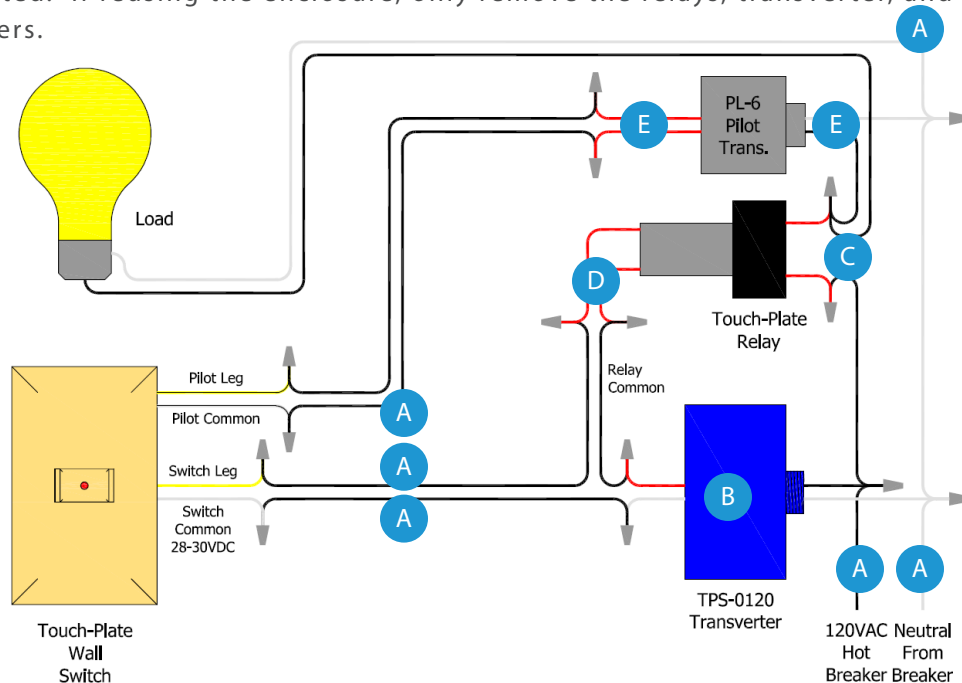 ers.
A
PL-6
Pilot
Trans.
E
E
Load
C
D
Touch-Plate
Relay
Pilot Leg
Relay
Common
Pilot Common
A
Switch Leg
A
B
A
Switch
Common
28-30VDC
A
A
TPS-0120
Transverter
Touch-Plate
Wall
Switch
120VAC
Hot
Breaker
Neutral
From
Breaker